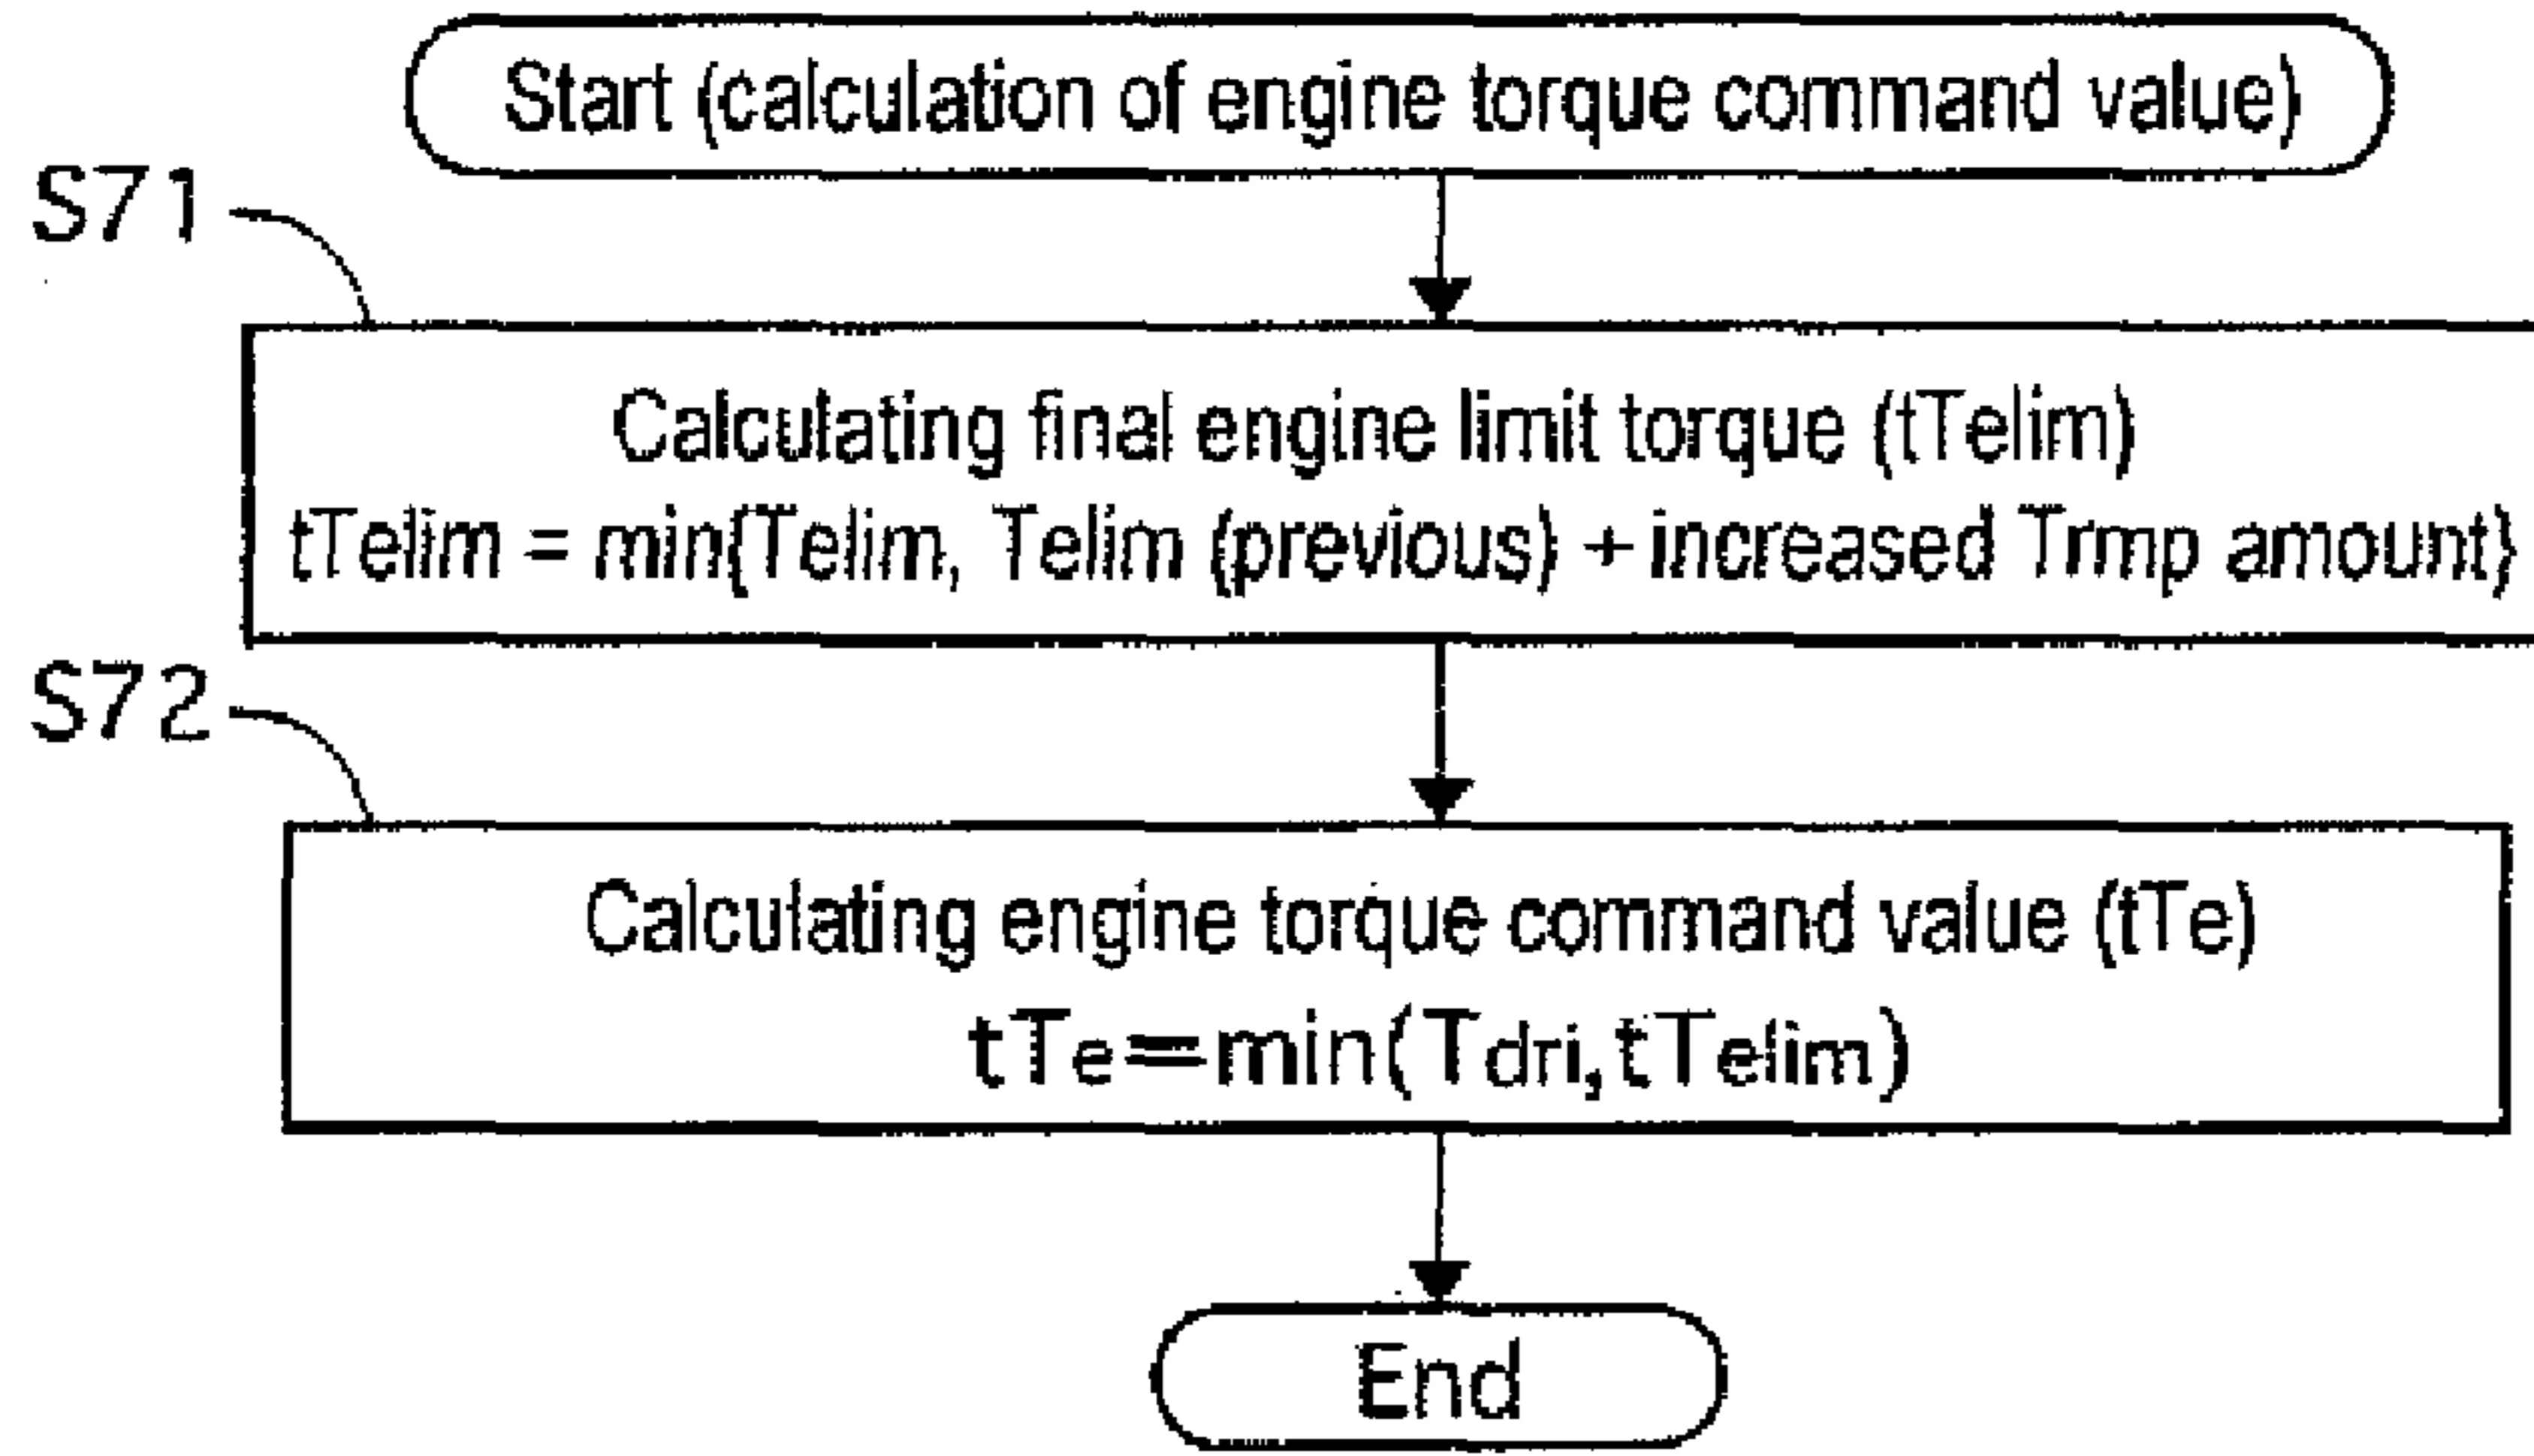 Start (calculation of engine torque command value)
S71
Calculating final engine limit torque (tTelim)
tTelim = min{Telim, Telim (previous) + increased Trmp amount}
S72
Calculating engine torque command value (tTe)
tTe=min(Tdri,tTelim)
End